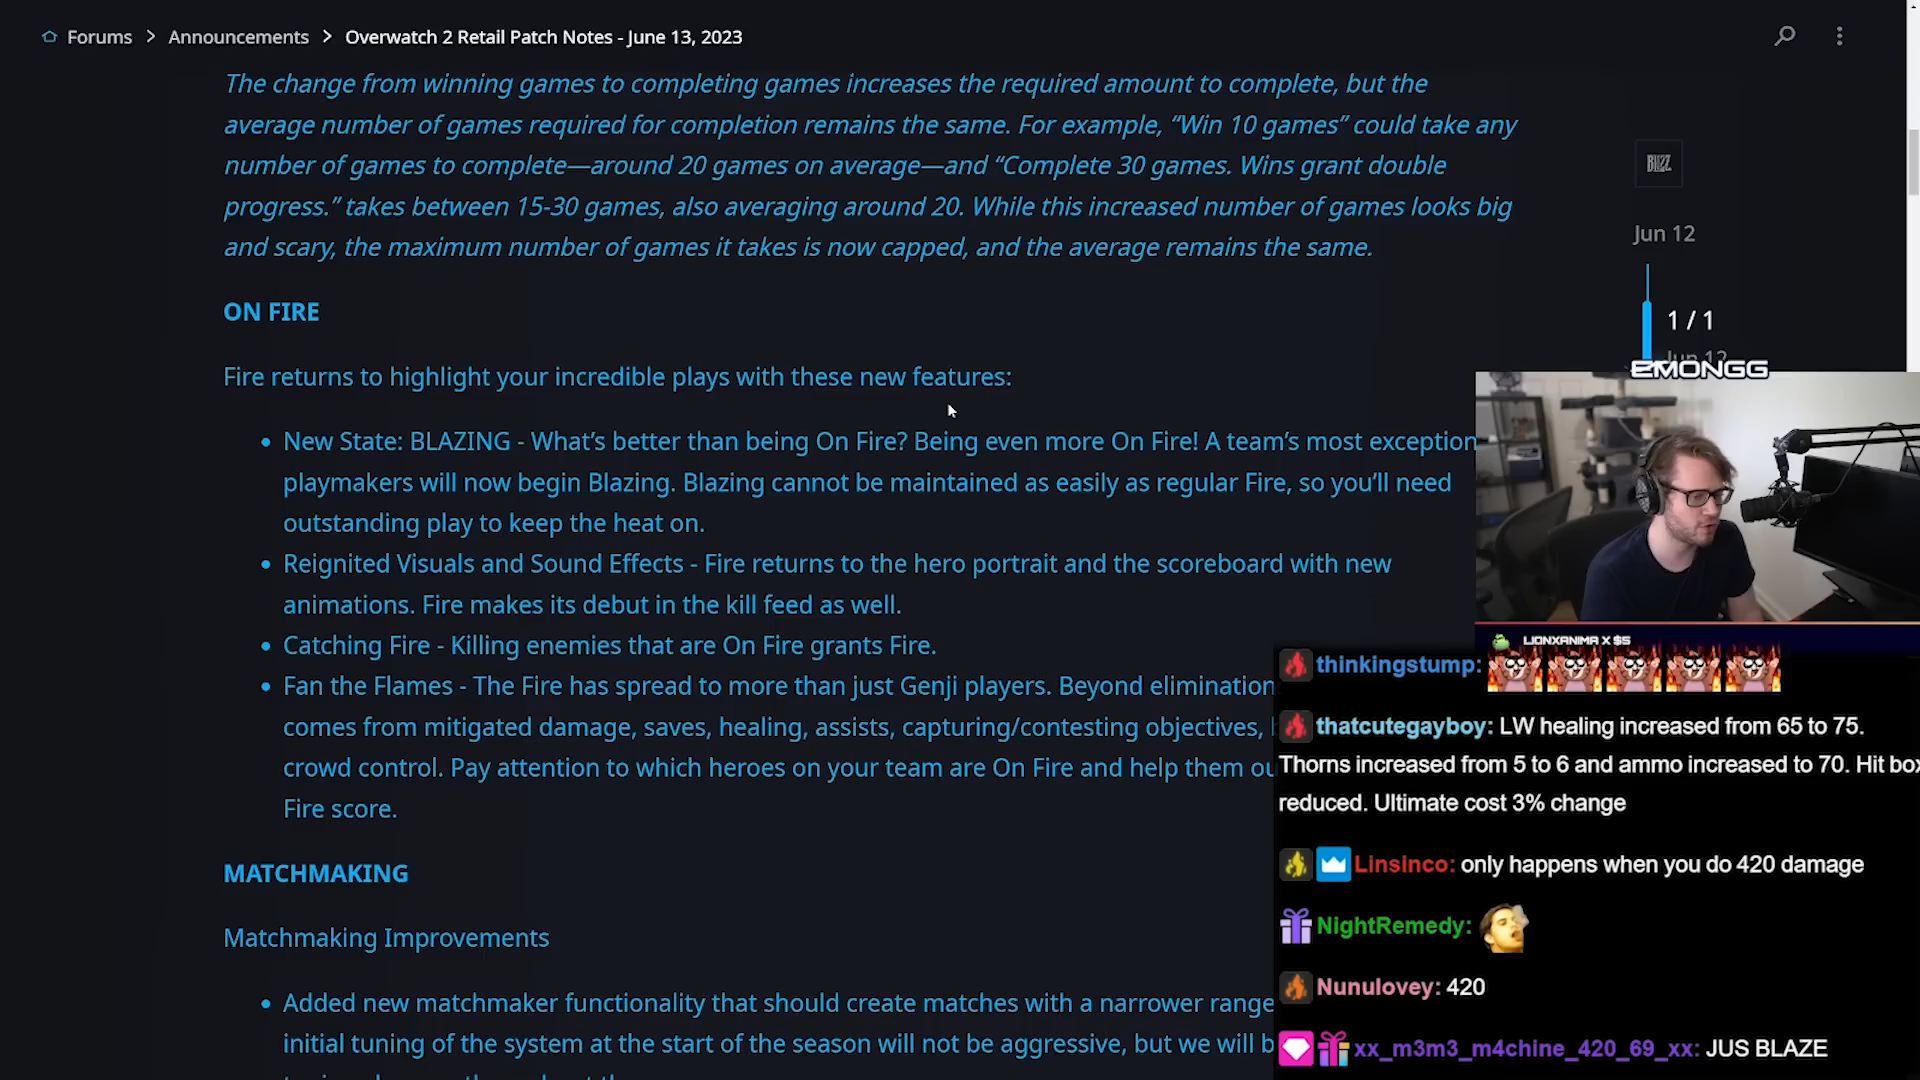 Forums > Announcements > Overwatch 2 Retail Patch Notes - June 13, 2023
The change from winning games to completing games increases the required amount to complete, but the
average number of games required for completion remains the same. For example, “Win 10 games” could take any
number of games to complete—around 20 games on average—and “Complete 30 games. Wins grant double
progress.” takes between 15-30 games, also averaging around 20. While this increased number of games looks big
and scary, the maximum number of games it takes is now capped, and the average remains the same.
ON FIRE
Fire returns to highlight your incredible plays with these new features:
• New State: BLAZING - What’s better than being On Fire? Being even more On Fire! A team’s most exception
playmakers will now begin Blazing. Blazing cannot be maintained as easily as regular Fire, so you’ll need
outstanding play to keep the heat on.
• Reignited Visuals and Sound Effects - Fire returns to the hero portrait and the scoreboard with new
animations. Fire makes its debut in the kill feed as well.
• Catching Fire - Killing enemies that are On Fire grants Fire.
• Fan the Flames - The Fire has spread to more than just Genji players. Beyond elimination
comes from mitigated damage, saves, healing, assists, capturing/contesting objectives,
crowd control. Pay attention to which heroes on your team are On Fire and help them ou
Fire score.
MATCHMAKING
Matchmaking Improvements
• Added new matchmaker functionality that should create matches with a narrower range
initial tuning of the system at the start of the season will not be aggressive, but we will b
BLIZZ
Jun 12
1 / 1
Jun 12
EMONGG
LIONXANIMA X $5
thinkingstump:
thatcutegayboy: LW healing increased from 65 to 75.
Thorns increased from 5 to 6 and ammo increased to 70. Hit box
reduced. Ultimate cost 3% change
LinsInco: only happens when you do 420 damage
NightRemedy:
Nunulovey: 420
xx_m3m3_m4chine_420_69_xx: JUS BLAZE